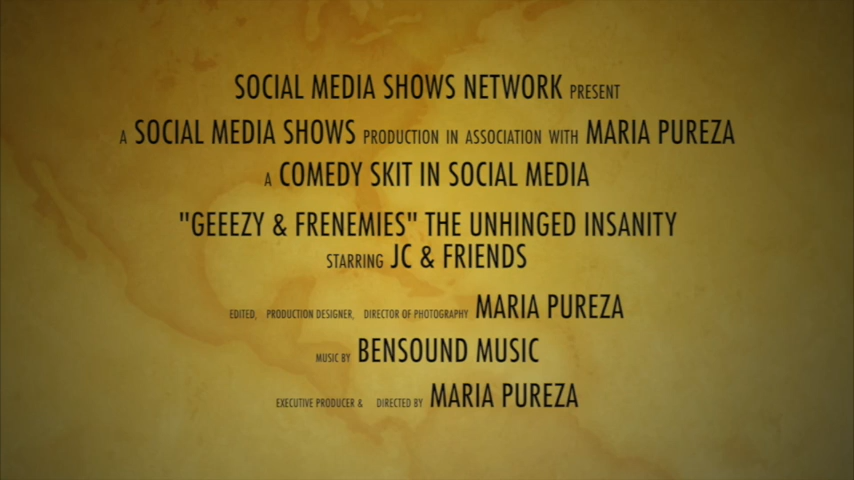 SOCIAL MEDIA SHOWS NETWORK PRESENT
A SOCIAL MEDIA SHOWS PRODUCTION IN ASSOCIATION WITH MARIA PUREZA
A COMEDY SKIT IN SOCIAL MEDIA
"GEEEZY & FRENEMIES" THE UNHINGED INSANITY
STARRING JC & FRIENDS
EDITED, PRODUCTION DESIGNER, DIRECTOR OF PHOTOGRAPHY MARIA PUREZA
MUSIC BY BENSOUND MUSIC
EXECUTIVE PRODUCER & DIRECTED BY MARIA PUREZA